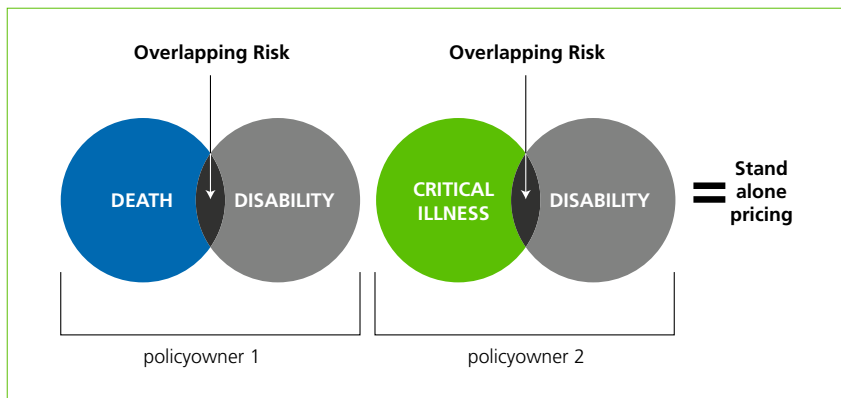 Overlapping Risk
Overlapping Risk
DEATH
DISABILITY
CRITICAL
ILLNESS
DISABILITY
=
Stand
alone
pricing
policyowner 1
policyowner 2